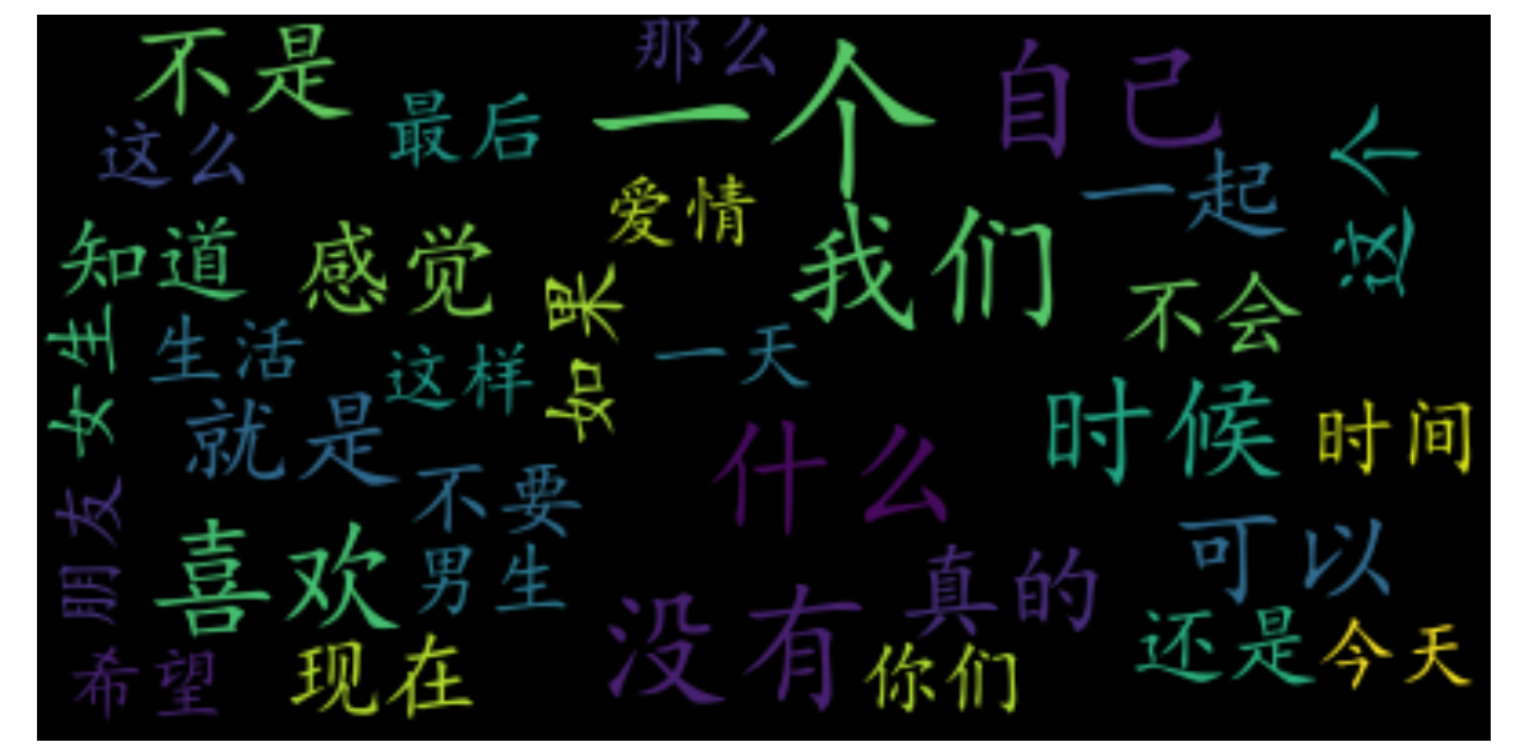 不是
那么
一个
自己
最后
这么
这个
一起
爱情
知道
感觉
我们
如果
不会
女生
生活
这样
一天
就是
时候
时间
什么
不要
朋友
喜欢
男生
可以
真的
没有
还是
今天
希望
现在
你们